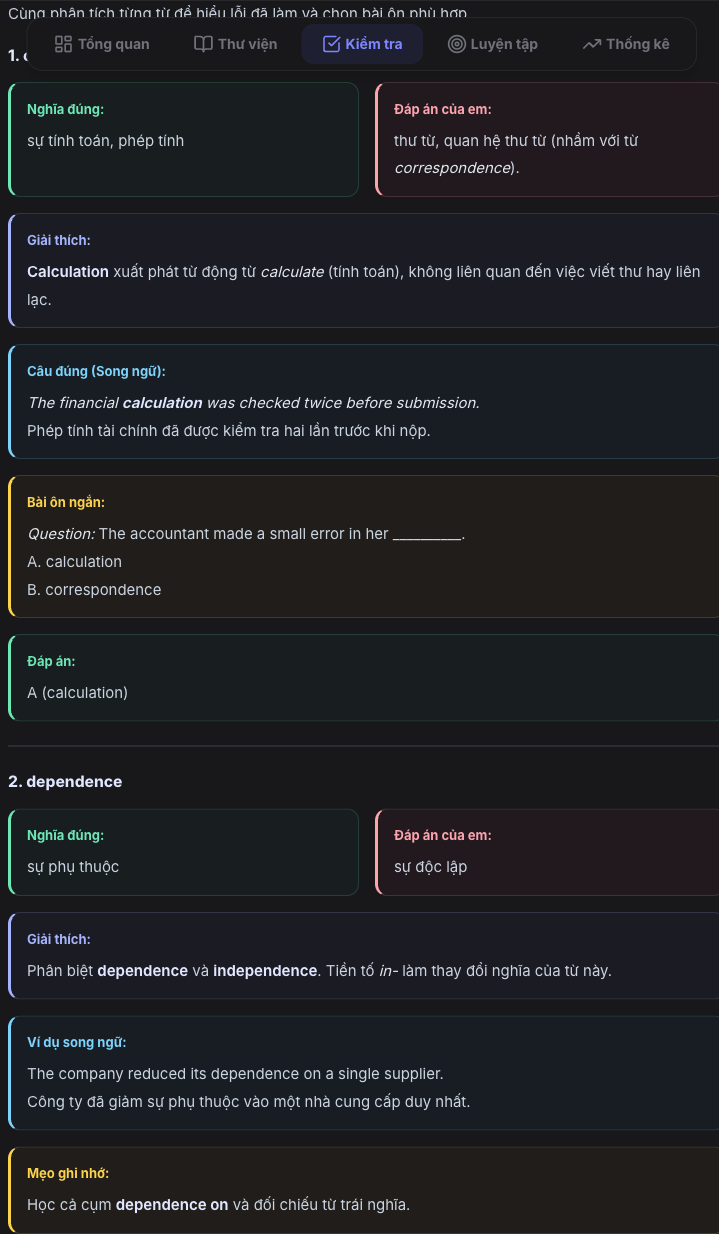 Cùng phân tích từng từ để hiểu lỗi đã làm và chọn bài ôn phù hợp.
Tổng quan
Thư viện
Kiểm tra
Luyện tập
Thống kê
1.
Nghĩa đúng:
sự tính toán, phép tính
Đáp án của em:
thư từ, quan hệ thư từ (nhầm với từ
correspondence).
Giải thích:
Calculation xuất phát từ động từ calculate (tính toán), không liên quan đến việc viết thư hay liên
lạc.
Câu đúng (Song ngữ):
The financial calculation was checked twice before submission.
Phép tính tài chính đã được kiểm tra hai lần trước khi nộp.
Bài ôn ngắn:
Question: The accountant made a small error in her _________.
A. calculation
B. correspondence
Đáp án:
A (calculation)
2. dependence
Nghĩa đúng:
sự phụ thuộc
Đáp án của em:
sự độc lập
Giải thích:
Phân biệt dependence và independence. Tiền tố in- làm thay đổi nghĩa của từ này.
Ví dụ song ngữ:
The company reduced its dependence on a single supplier.
Công ty đã giảm sự phụ thuộc vào một nhà cung cấp duy nhất.
Mẹo ghi nhớ:
Học cả cụm dependence on và đối chiếu từ trái nghĩa.